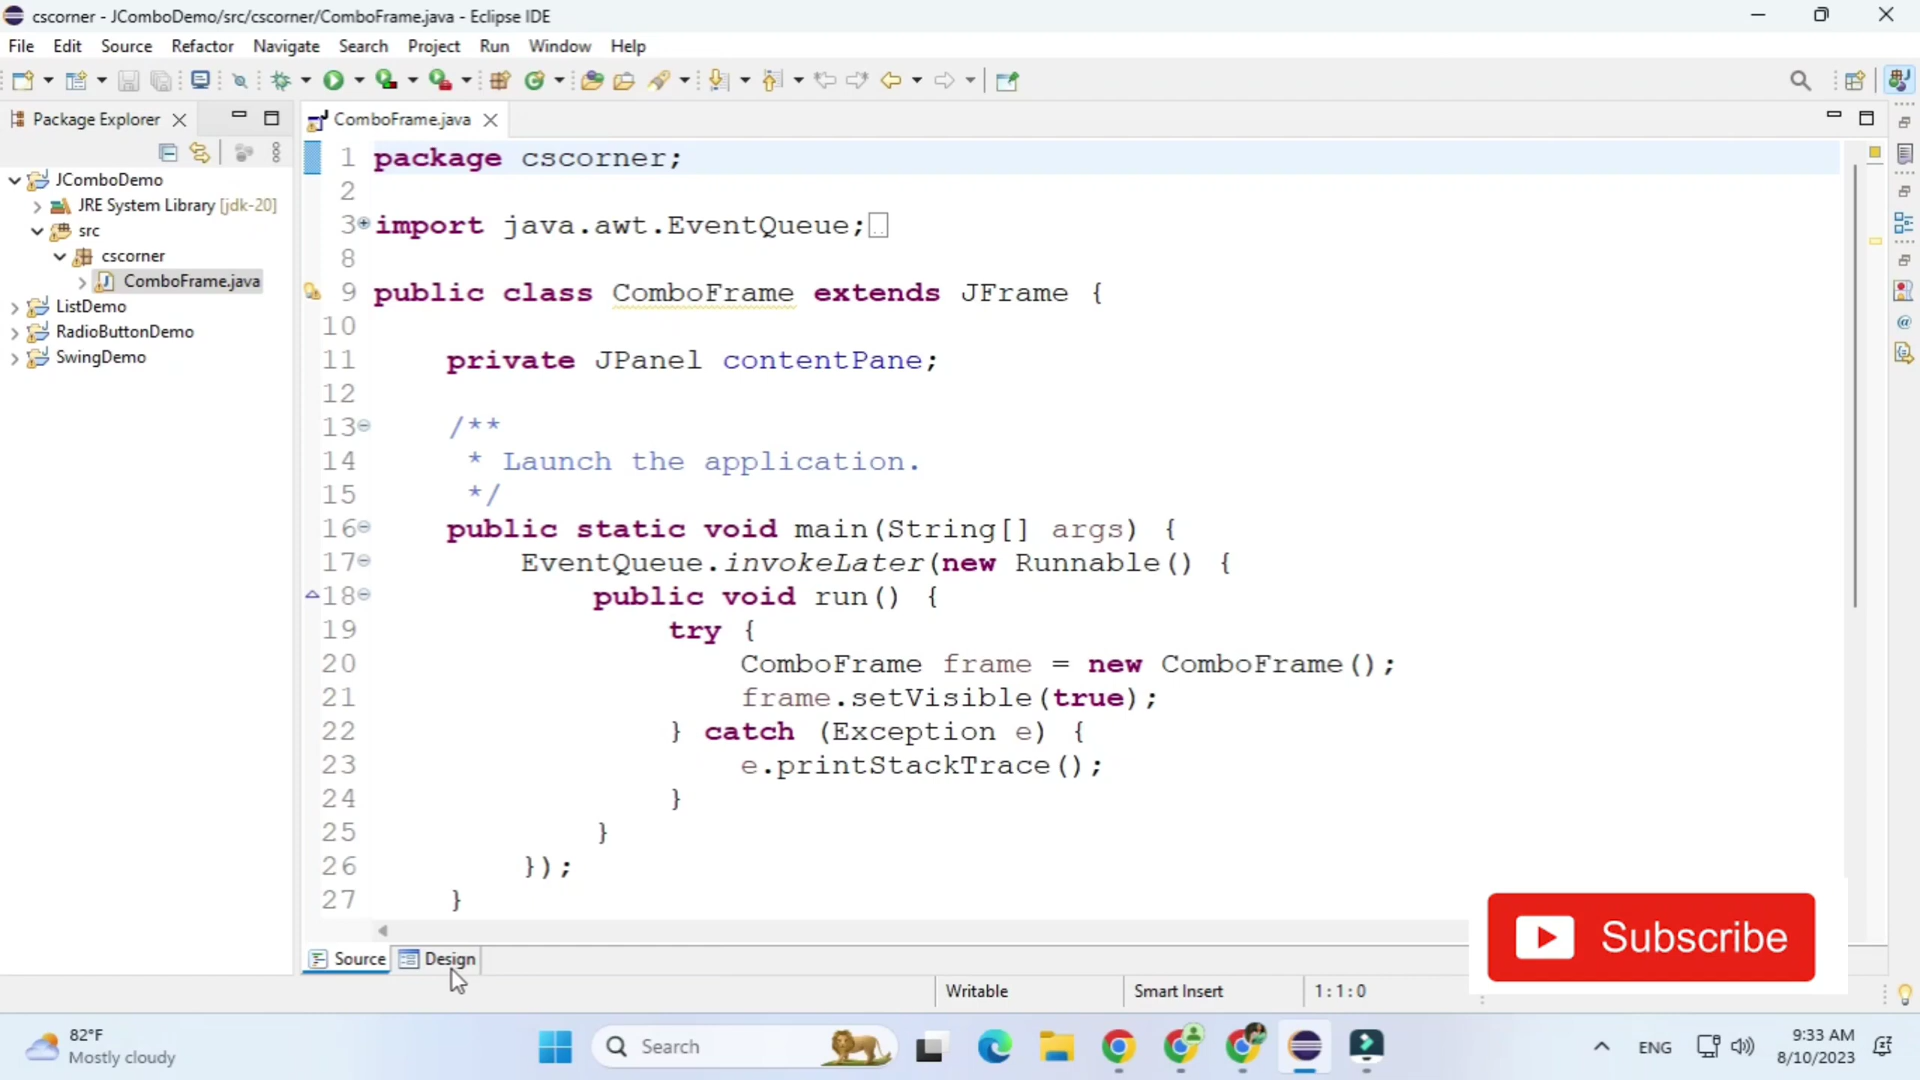 cscorner - JComboDemo/src/cscorner/ComboFrame.java - Eclipse IDE
File Edit Source Refactor Navigate Search Project Run Window Help
Package Explorer
ComboFrame.java
JComboDemo
JRE System Library [jdk-20]
src
cscorner
ComboFrame.java
ListDemo
RadioButtonDemo
SwingDemo
1 package cscorner;
2
3 import java.awt.EventQueue;
8
9 public class ComboFrame extends JFrame {
10
11 private JPanel contentPane;
12
13 /**
14 * Launch the application.
15 */
16 public static void main(String[] args) {
17 EventQueue.invokeLater(new Runnable() {
18 public void run() {
19 try {
20 ComboFrame frame = new ComboFrame();
21 frame.setVisible(true);
22 } catch (Exception e) {
23 e.printStackTrace();
24 }
25 }
26 });
27 }
Source Design
Subscribe
Writable Smart Insert 1 : 1 : 0
82°F
Mostly cloudy
Search
ENG
9:33 AM
8/10/2023